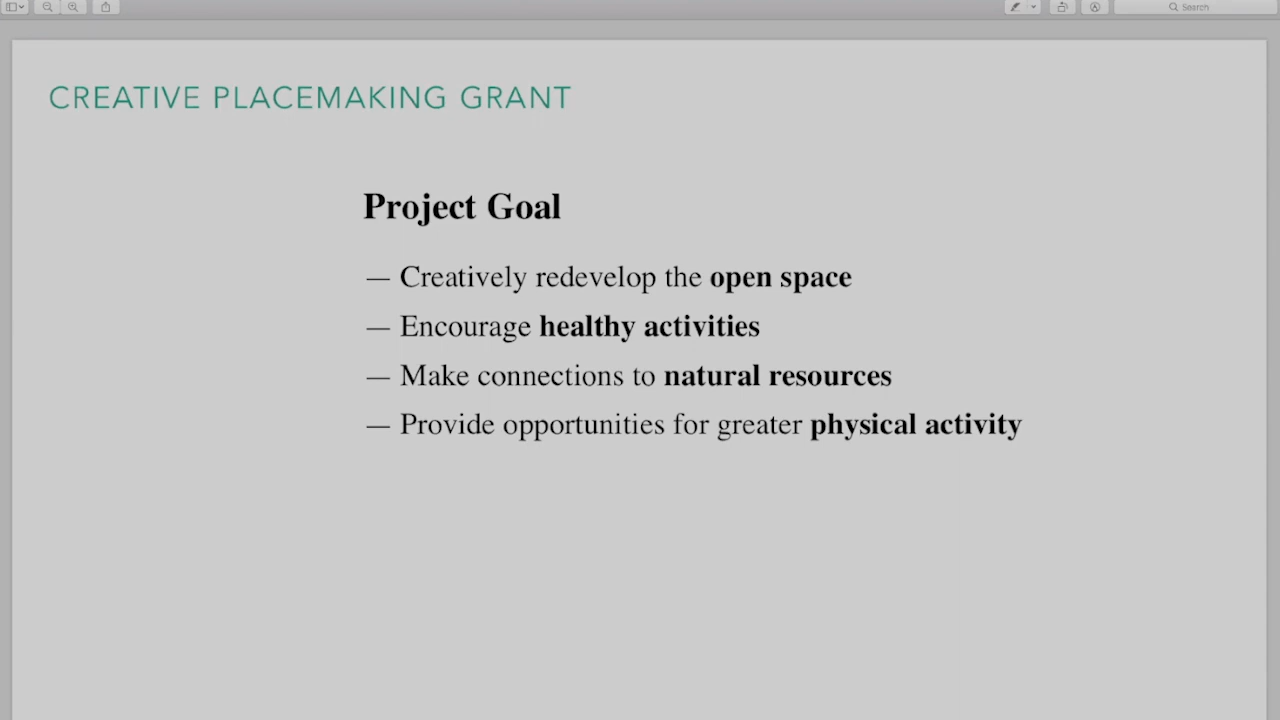 Search
CREATIVE PLACEMAKING GRANT
Project Goal
— Creatively redevelop the open space
— Encourage healthy activities
— Make connections to natural resources
— Provide opportunities for greater physical activity